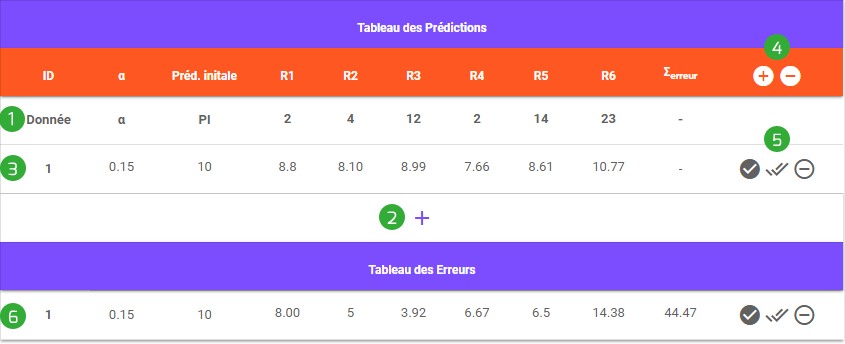 Tableau des Prédictions
4
ID α Préd. initale R1 R2 R3 R4 R5 R6 Σerreur
1 Donnée α PI 2 4 12 2 14 23 -
5
3 1 0.15 10 8.8 8.10 8.99 7.66 8.61 10.77 -
2 +
Tableau des Erreurs
6 1 0.15 10 8.00 5 3.92 6.67 6.5 14.38 44.47